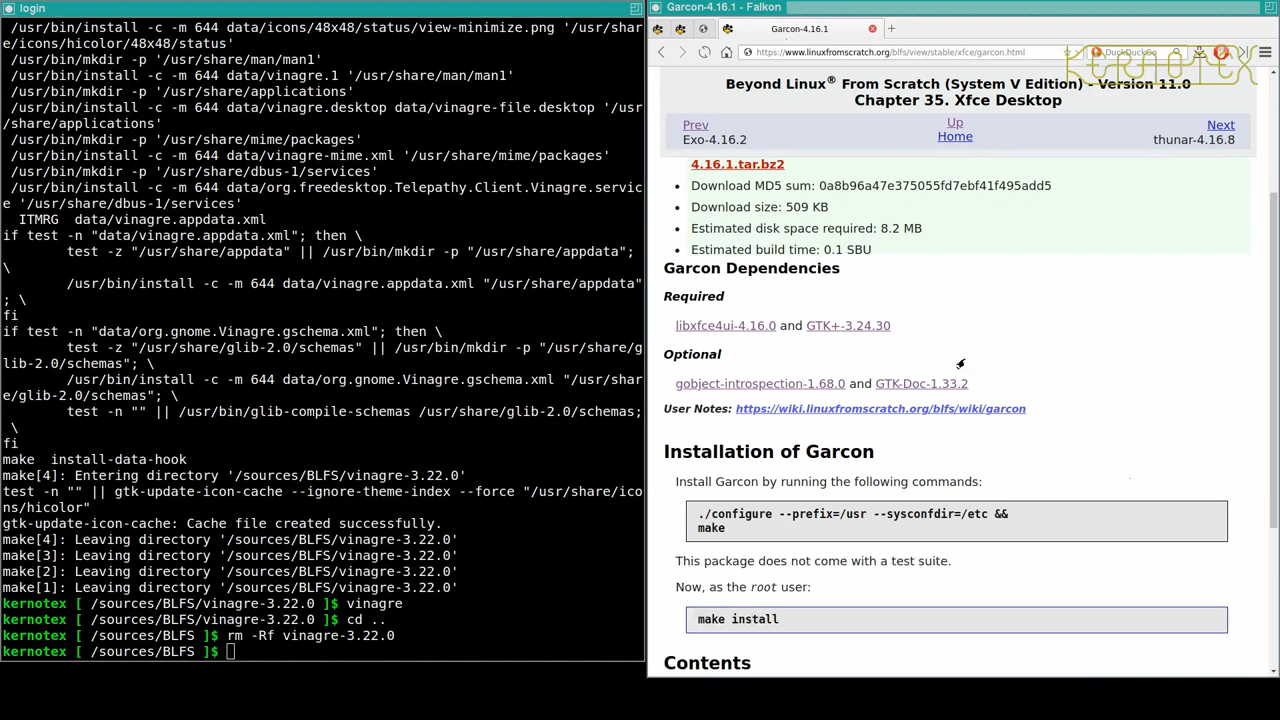 login
/usr/bin/install -c -m 644 data/icons/48x48/status/view-minimize.png '/usr/shar
e/icons/hicolor/48x48/status'
/usr/bin/mkdir -p '/usr/share/man/man1'
/usr/bin/install -c -m 644 data/vinagre.1 '/usr/share/man/man1'
/usr/bin/mkdir -p '/usr/share/applications'
/usr/bin/install -c -m 644 data/vinagre.desktop data/vinagre-file.desktop '/usr
/share/applications'
/usr/bin/mkdir -p '/usr/share/mime/packages'
/usr/bin/install -c -m 644 data/vinagre-mime.xml '/usr/share/mime/packages'
/usr/bin/mkdir -p '/usr/share/dbus-1/services'
/usr/bin/install -c -m 644 data/org.freedesktop.Telepathy.Client.Vinagre.servic
e '/usr/share/dbus-1/services'
ITMRG data/vinagre.appdata.xml
if test -n "data/vinagre.appdata.xml"; then \
test -z "/usr/share/appdata" || /usr/bin/mkdir -p "/usr/share/appdata";
\
/usr/bin/install -c -m 644 data/vinagre.appdata.xml "/usr/share/appdata"
; \
fi
if test -n "data/org.gnome.Vinagre.gschema.xml"; then \
test -z "/usr/share/glib-2.0/schemas" || /usr/bin/mkdir -p "/usr/share/g
lib-2.0/schemas"; \
/usr/bin/install -c -m 644 data/org.gnome.Vinagre.gschema.xml "/usr/shar
e/glib-2.0/schemas"; \
test -n "" || /usr/bin/glib-compile-schemas /usr/share/glib-2.0/schemas;
\
fi
make install-data-hook
make[4]: Entering directory '/sources/BLFS/vinagre-3.22.0'
test -n "" || gtk-update-icon-cache --ignore-theme-index --force "/usr/share/ico
ns/hicolor"
gtk-update-icon-cache: Cache file created successfully.
make[4]: Leaving directory '/sources/BLFS/vinagre-3.22.0'
make[3]: Leaving directory '/sources/BLFS/vinagre-3.22.0'
make[2]: Leaving directory '/sources/BLFS/vinagre-3.22.0'
make[1]: Leaving directory '/sources/BLFS/vinagre-3.22.0'
kernotex [ /sources/BLFS/vinagre-3.22.0 ]$ vinagre
kernotex [ /sources/BLFS/vinagre-3.22.0 ]$ cd ..
kernotex [ /sources/BLFS ]$ rm -Rf vinagre-3.22.0
kernotex [ /sources/BLFS ]$
Garcon-4.16.1 - Falkon
Garcon-4.16.1
https://www.linuxfromscratch.org/blfs/view/stable/xfce/garcon.html
DuckDuckGo
KERNOTEX
Beyond Linux® From Scratch (System V Edition) - Version 11.0
Chapter 35. Xfce Desktop
Prev
Up
Next
Exo-4.16.2
Home
thunar-4.16.8
4.16.1.tar.bz2
• Download MD5 sum: 0a8b96a47e375055fd7ebf41f495add5
• Download size: 509 KB
• Estimated disk space required: 8.2 MB
• Estimated build time: 0.1 SBU
Garcon Dependencies
Required
libxfce4ui-4.16.0 and GTK+-3.24.30
Optional
gobject-introspection-1.68.0 and GTK-Doc-1.33.2
User Notes: https://wiki.linuxfromscratch.org/blfs/wiki/garcon
Installation of Garcon
Install Garcon by running the following commands:
./configure --prefix=/usr --sysconfdir=/etc &&
make
This package does not come with a test suite.
Now, as the root user:
make install
Contents